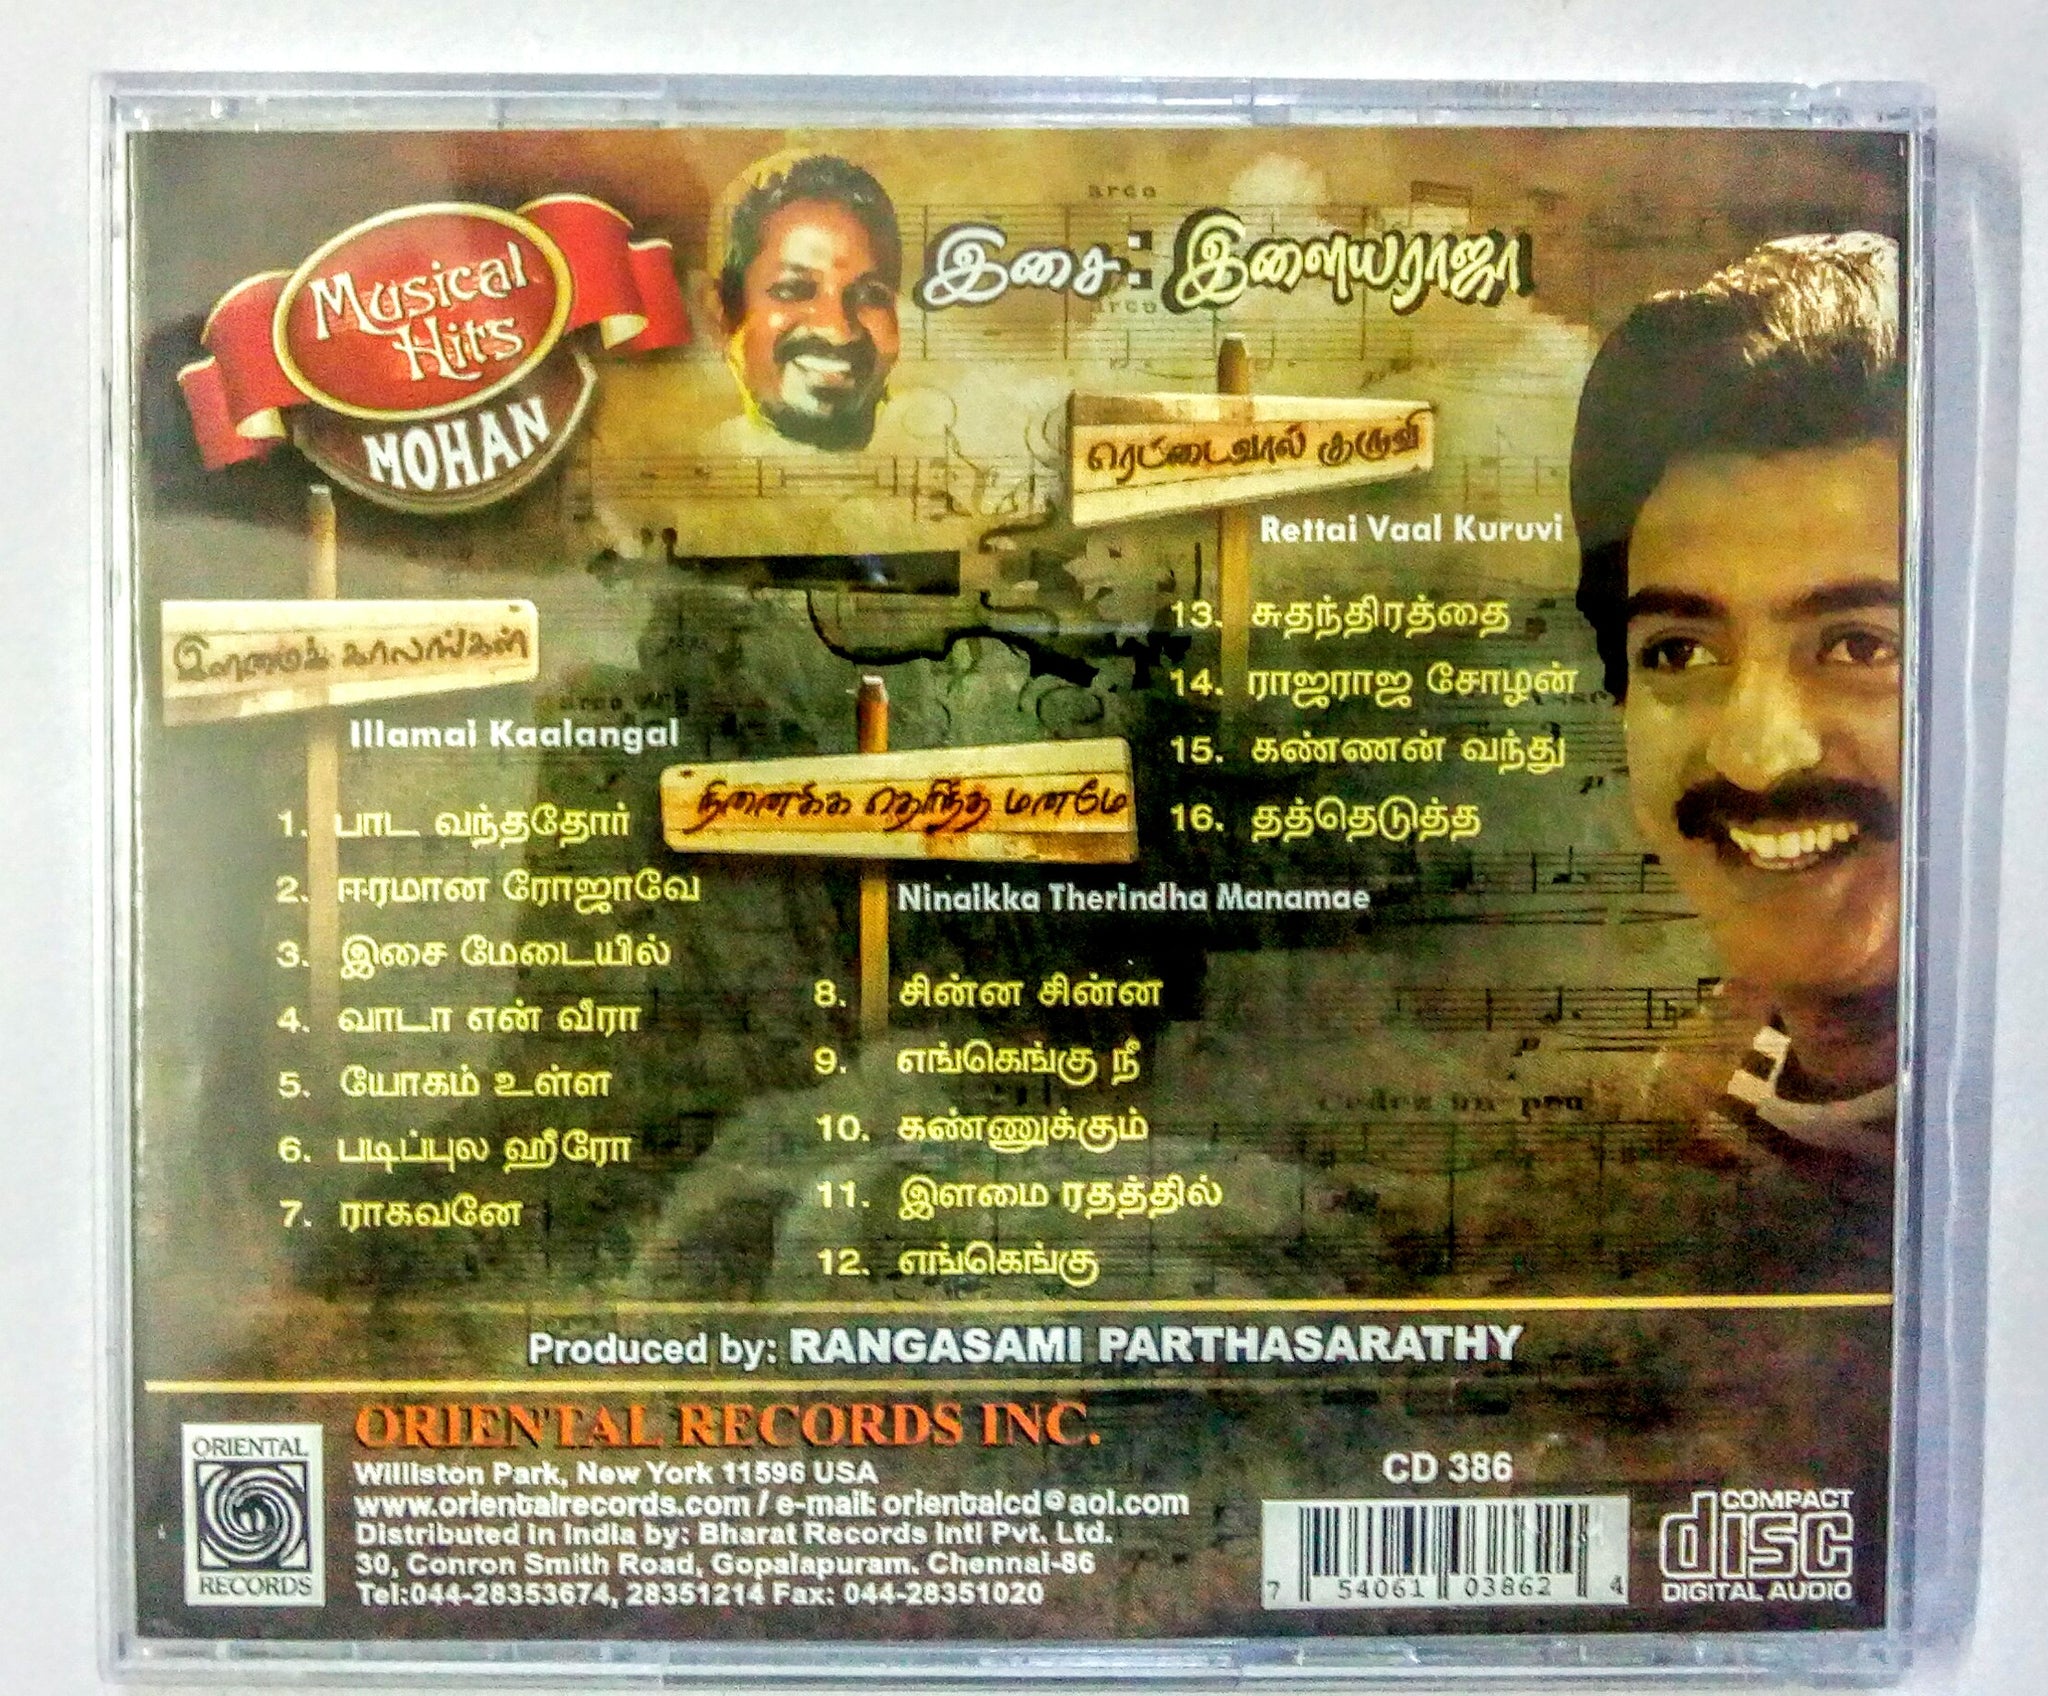 Musical
Hits
MOHAN
இசை : இளையராஜா
இளமைக் காலங்கள்
Illamai Kaalangal
1. பாட வந்ததோர்
2. ஈரமான ரோஜாவே
3. இசை மேடையில்
4. வாடா என் வீரா
5. யோகம் உள்ள
6. படிப்புல ஹீரோ
7. ராகவனே
நினைக்க தெரிந்த மனமே
Ninaikka Therindha Manamae
8. சின்ன சின்ன
9. எங்கெங்கு நீ
10. கண்ணுக்கும்
11. இளமை ரதத்தில்
12. எங்கெங்கு
ரெட்டைவால் குருவி
Rettai Vaal Kuruvi
13. சுதந்திரத்தை
14. ராஜராஜ சோழன்
15. கண்ணன் வந்து
16. தத்தெடுத்த
Produced by: RANGASAMI PARTHASARATHY
ORIENTAL
RECORDS
ORIENTAL RECORDS INC.
Williston Park, New York 11596 USA
www.orientalrecords.com / e-mail: orientalcd@aol.com
Distributed in India by: Bharat Records Intl Pvt. Ltd.
30, Conron Smith Road, Gopalapuram. Chennai-86
Tel:044-28353674, 28351214 Fax: 044-28351020
CD 386
7 54061 03862 4
COMPACT
disc
DIGITAL AUDIO
arco
arco